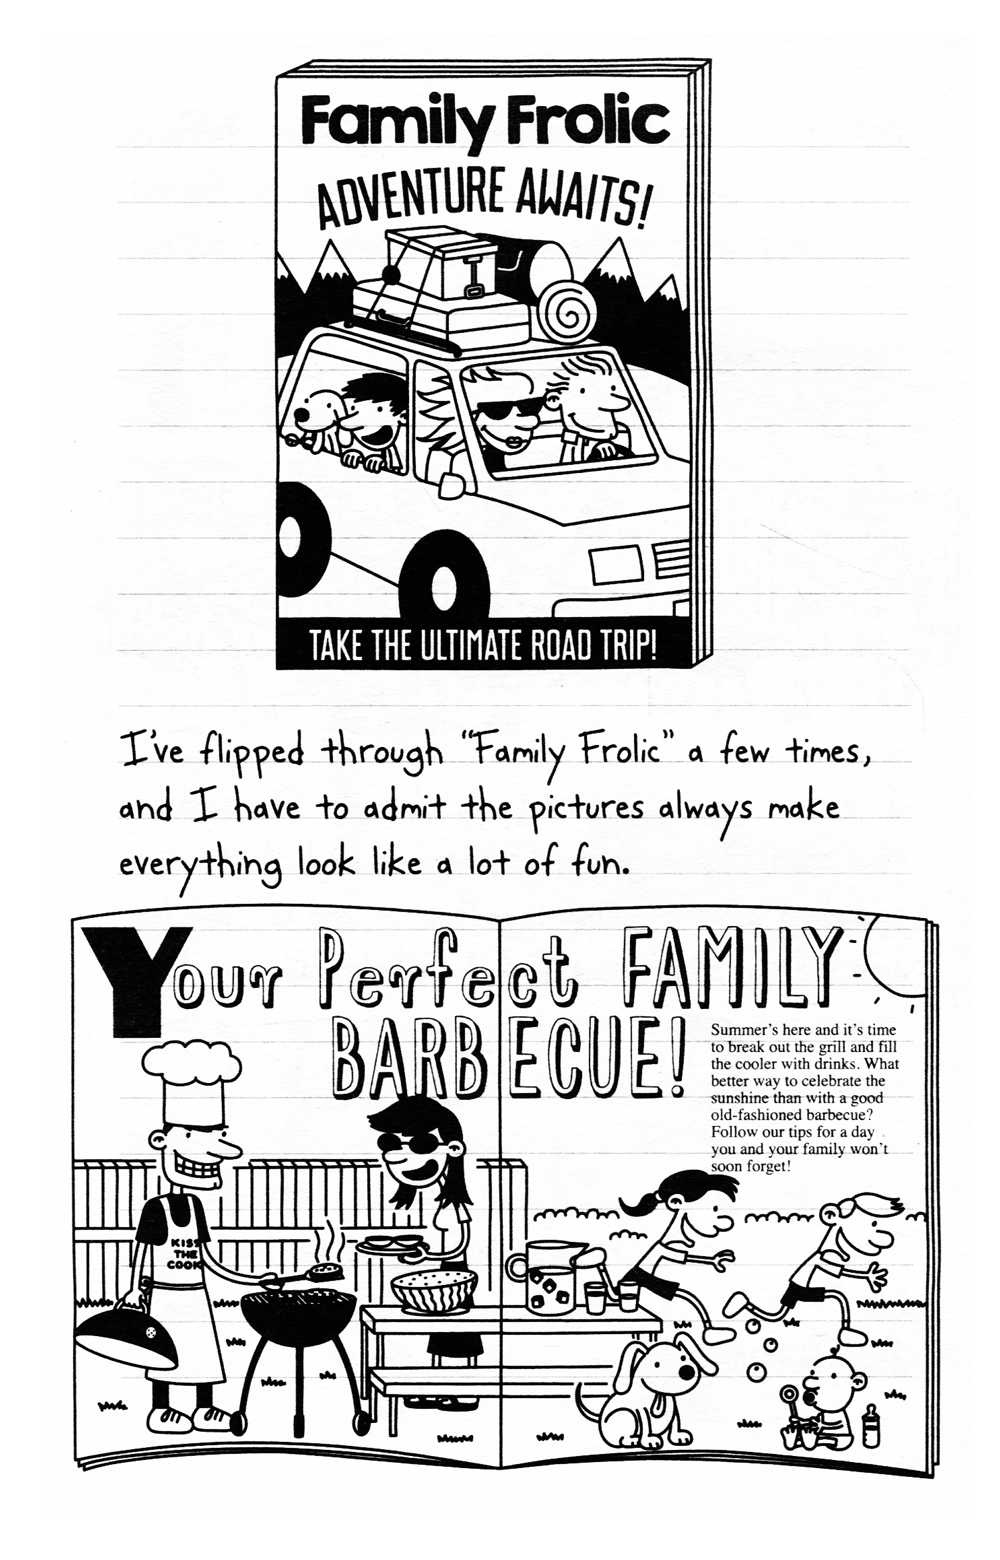 Family Frolic
ADVENTURE AWAITS!
TAKE THE ULTIMATE ROAD TRIP!
I've flipped through "Family Frolic" a few times,
and I have to admit the pictures always make
everything look like a lot of fun.
Your Perfect FAMILY
BARBECUE!
Summer's here and it's time
to break out the grill and fill
the cooler with drinks. What
better way to celebrate the
sunshine than with a good
old-fashioned barbecue?
Follow our tips for a day
you and your family won't
soon forget!
KISS
THE
COOK